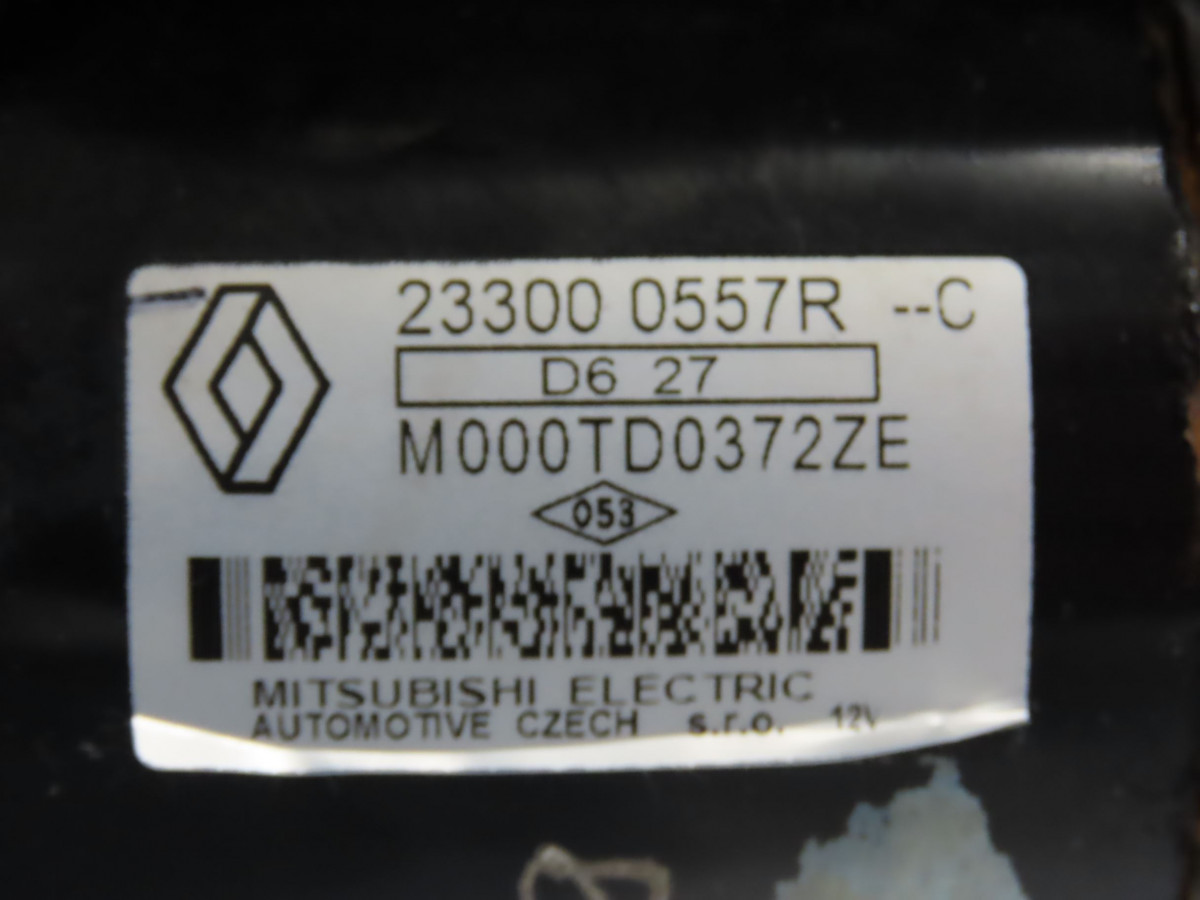 23300 0557R --C
D6 27
M000TD0372ZE
053
MITSUBISHI ELECTRIC
AUTOMOTIVE CZECH s.r.o. 12V